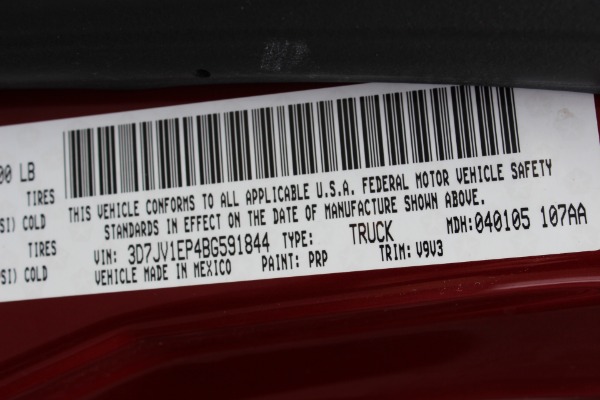 00 LB
TIRES
SI) COLD
TIRES
SI) COLD
THIS VEHICLE CONFORMS TO ALL APPLICABLE U.S.A. FEDERAL MOTOR VEHICLE SAFETY
STANDARDS IN EFFECT ON THE DATE OF MANUFACTURE SHOWN ABOVE.
VIN: 3D7JV1EP4BG591844 TYPE: TRUCK MDH:040105 107AA
VEHICLE MADE IN MEXICO PAINT: PRP TRIM: V9V3